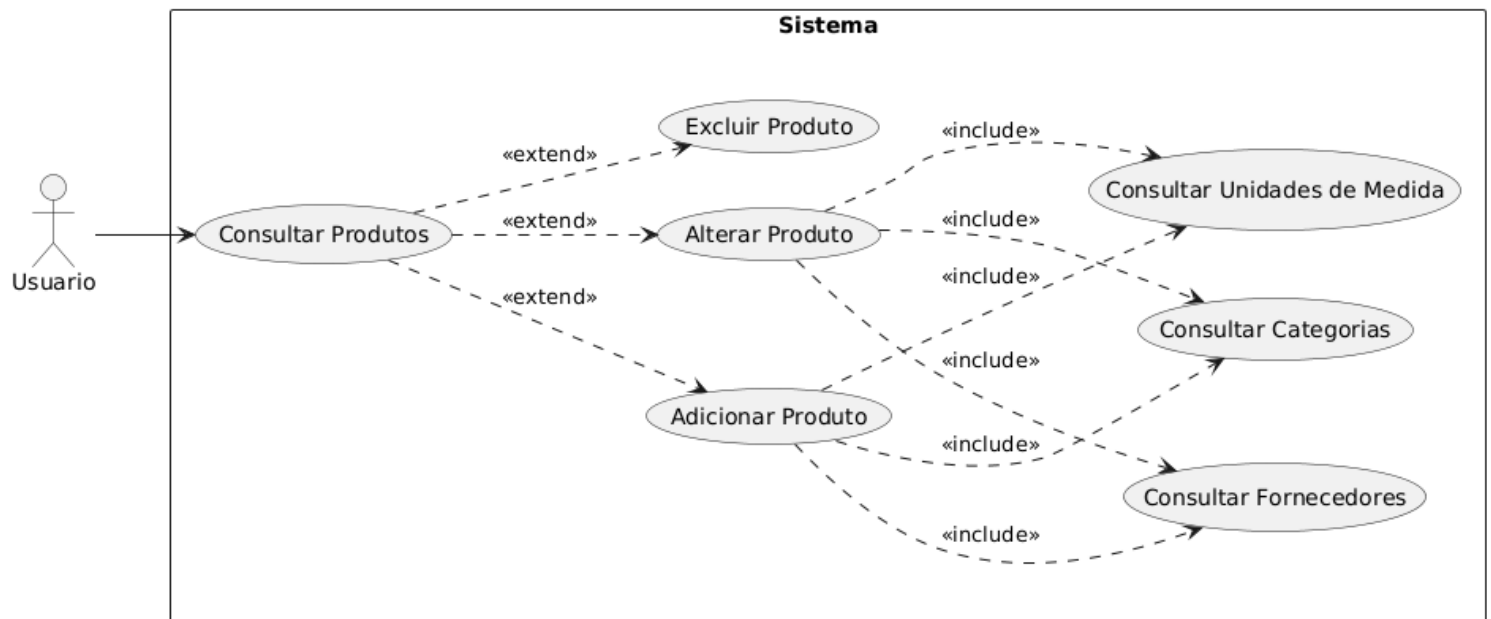 Sistema
Excluir Produto
«include»
«extend»
Consultar Unidades de Medida
«include»
«extend»
Consultar Produtos
Alterar Produto
Usuario
«include»
«extend»
Consultar Categorias
«include»
Adicionar Produto
«include»
Consultar Fornecedores
«include»